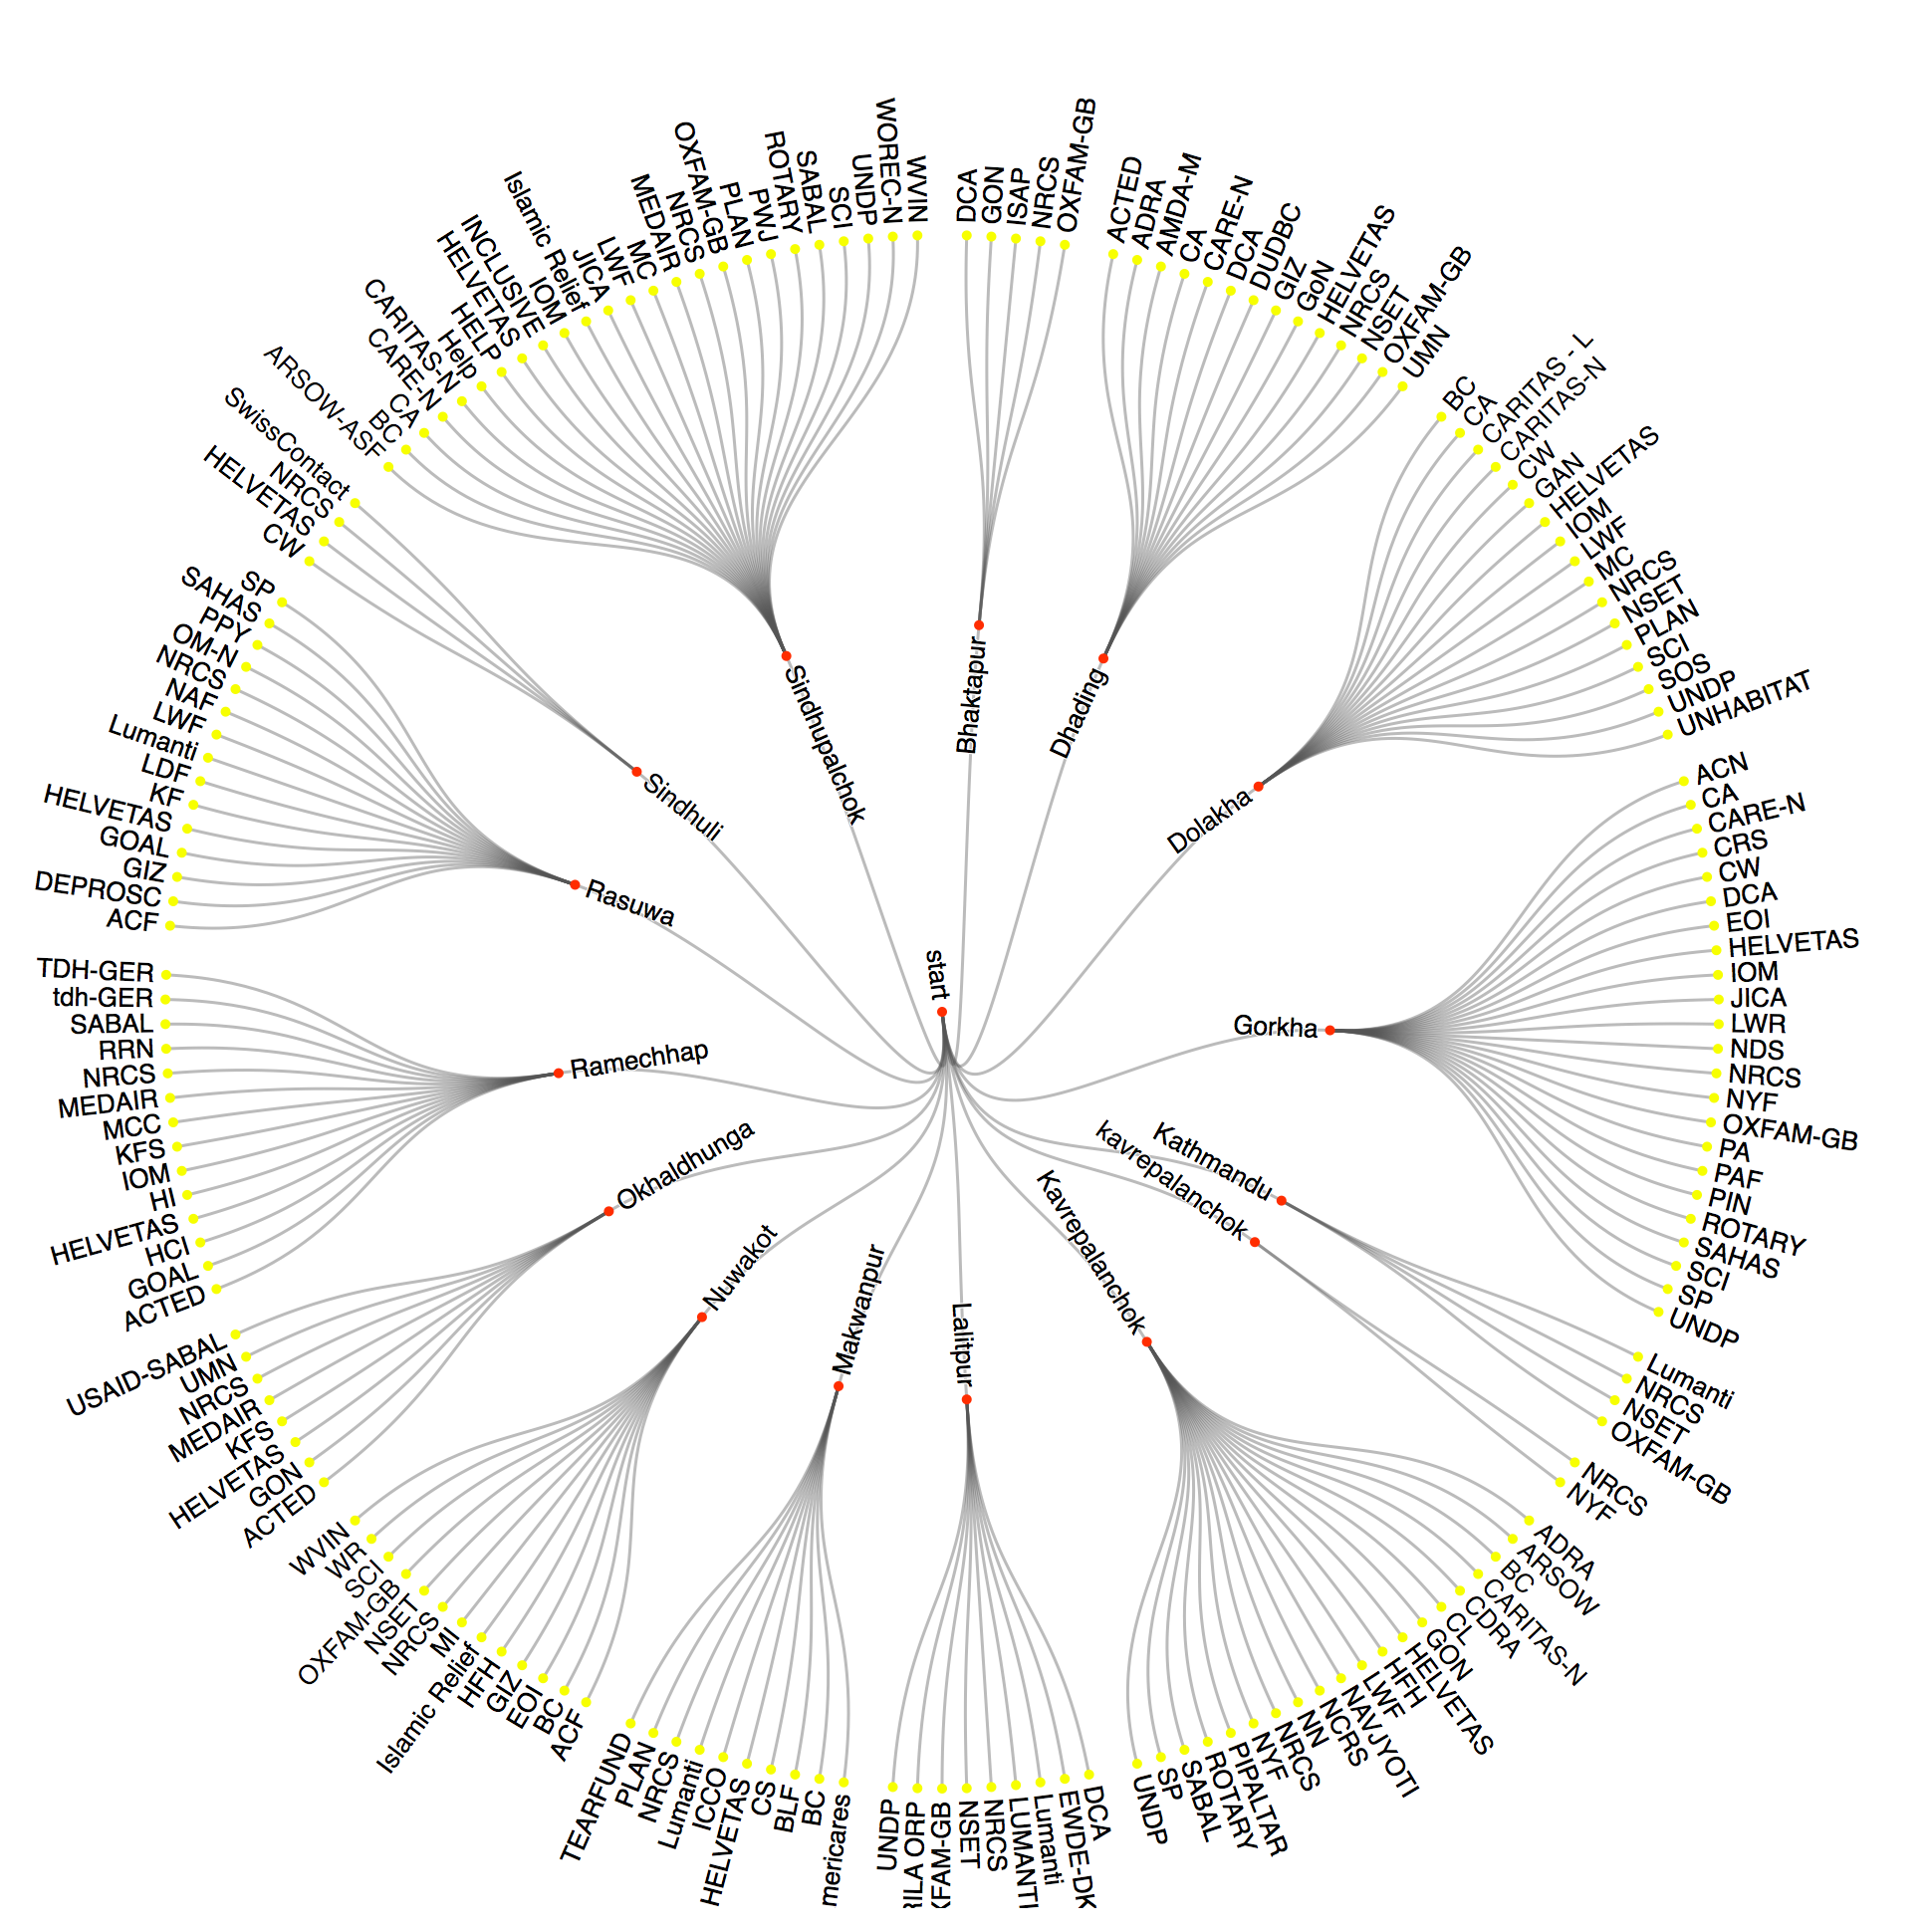 start
Bhaktapur
DCA
GON
ISAP
NRCS
OXFAM-GB
Dhading
ACTED
ADRA
AMDA-M
CA
CARE-N
DCA
DUDBC
GIZ
GoN
HELVETAS
NRCS
NSET
OXFAM-GB
UMN
Dolakha
BC
CA
CARITAS - L
CARITAS-N
CW
GAN
HELVETAS
IOM
LWF
MC
NRCS
NSET
PLAN
SCI
SOS
UNDP
UNHABITAT
Gorkha
ACN
CA
CARE-N
CRS
CW
DCA
EOI
HELVETAS
IOM
JICA
LWR
NDS
NRCS
NYF
OXFAM-GB
PA
PAF
PIN
ROTARY
SAHAS
SCI
SP
UNDP
Kathmandu
Lumanti
NRCS
NSET
OXFAM-GB
kavrepalanchok
NRCS
NYF
Kavrepalanchok
ADRA
ARSOW
BC
CARITAS-N
CDRA
CL
GON
HELVETAS
HFH
LWF
NAVJYOTI
NCRS
NN
NRCS
NYF
PIPALTAR
ROTARY
SABAL
SP
UNDP
Lalitpur
DCA
EWDE-DK
Lumanti
LUMANTI
NRCS
NSET
XFAM-GB
RILA ORP
UNDP
Makwanpur
mericares
BC
BLF
CS
HELVETAS
ICCO
Lumanti
NRCS
PLAN
TEARFUND
Nuwakot
ACF
BC
EOI
GIZ
HFH
Islamic Relief
MI
NRCS
NSET
OXFAM-GB
SCI
WR
WVIN
Okhaldhunga
ACTED
GON
HELVETAS
KFS
MEDAIR
NRCS
UMN
USAID-SABAL
Ramechhap
ACTED
GOAL
HCI
HELVETAS
HI
IOM
KFS
MCC
MEDAIR
NRCS
RRN
SABAL
tdh-GER
TDH-GER
Rasuwa
ACF
DEPROSC
GIZ
GOAL
HELVETAS
KF
LDF
Lumanti
LWF
NAF
NRCS
OM-N
PPY
SAHAS
SP
Sindhuli
CW
HELVETAS
NRCS
SwissContact
Sindhupalchok
ARSOW-ASF
BC
CA
CARE-N
CARITAS-N
Help
HELP
HELVETAS
INCLUSIVE
IOM
Islamic Relief
JICA
LWF
MC
MEDAIR
NRCS
OXFAM-GB
PLAN
PWJ
ROTARY
SABAL
SCI
UNDP
WOREC-N
WVIN